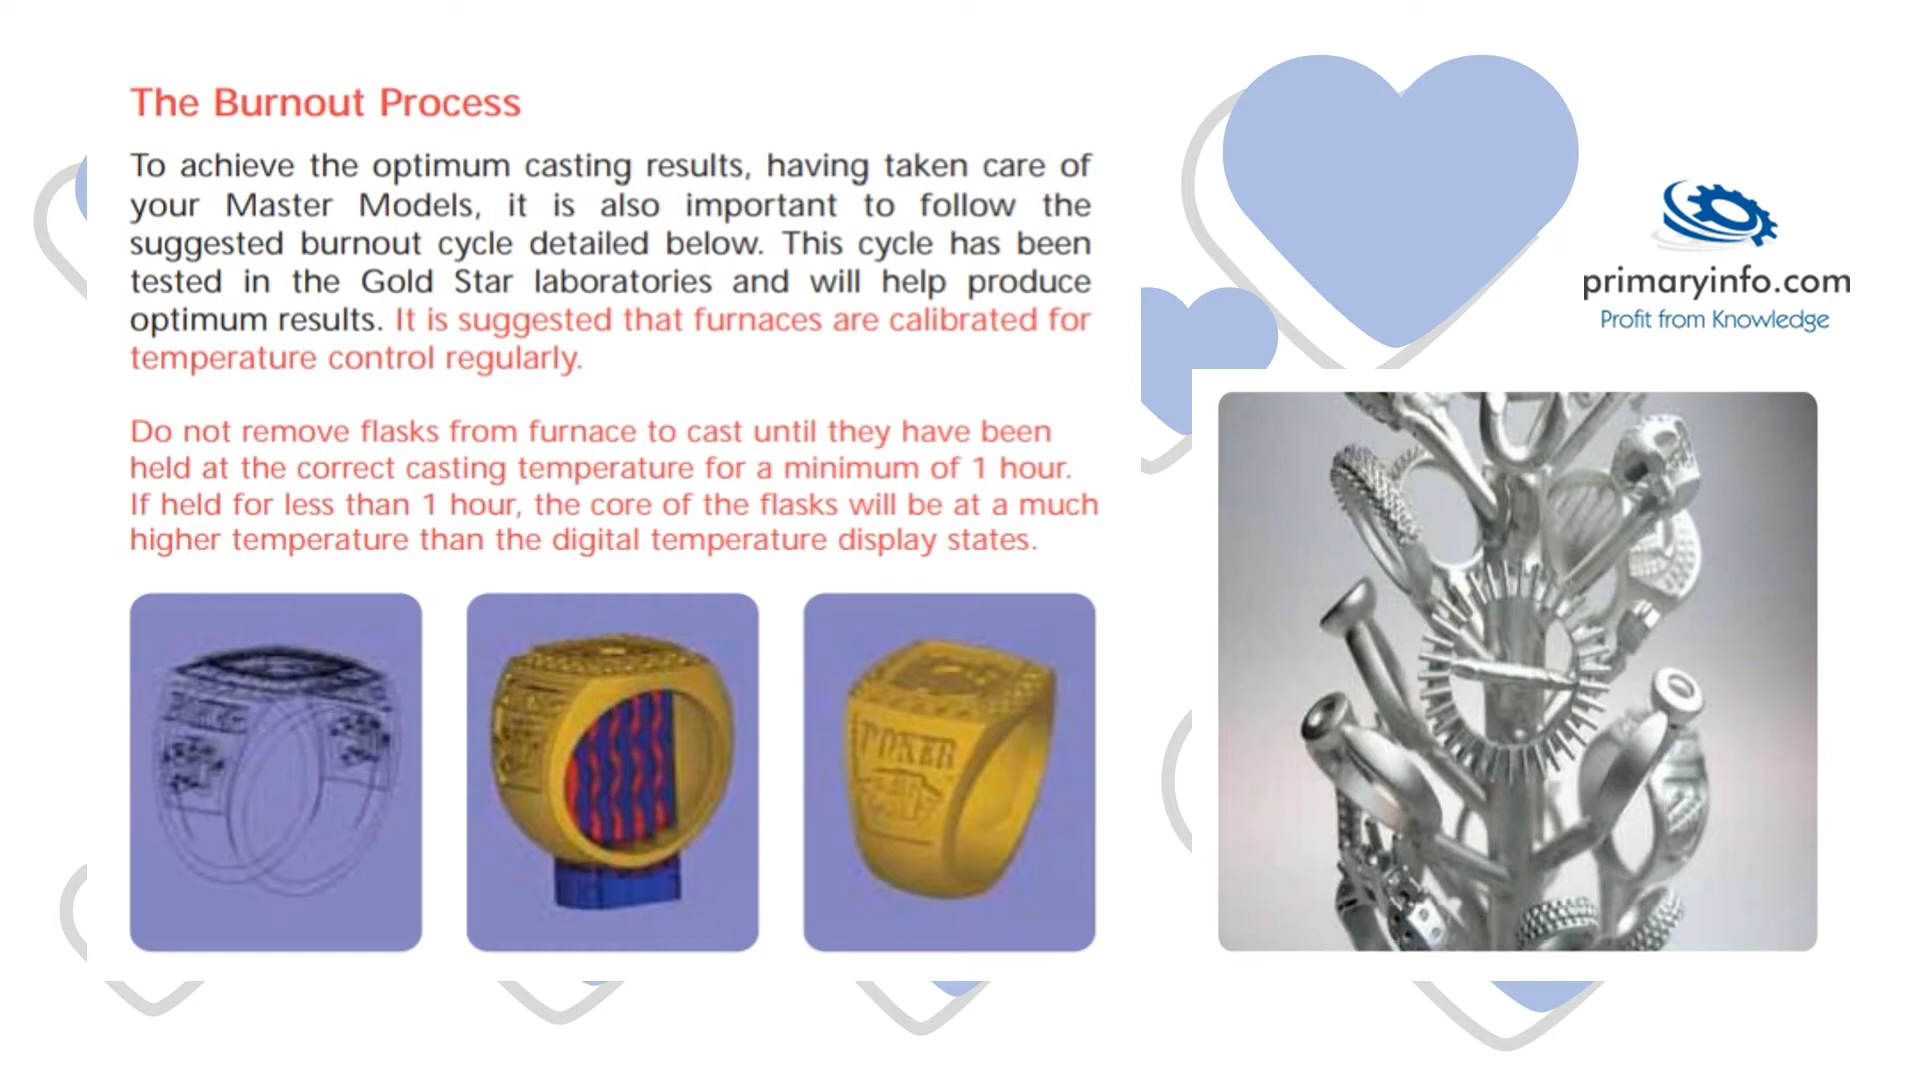 The Burnout Process
To achieve the optimum casting results, having taken care of
your Master Models, it is also important to follow the
suggested burnout cycle detailed below. This cycle has been
tested in the Gold Star laboratories and will help produce
optimum results. It is suggested that furnaces are calibrated for
temperature control regularly.
Do not remove flasks from furnace to cast until they have been
held at the correct casting temperature for a minimum of 1 hour.
If held for less than 1 hour, the core of the flasks will be at a much
higher temperature than the digital temperature display states.
POKER
primaryinfo.com
Profit from Knowledge